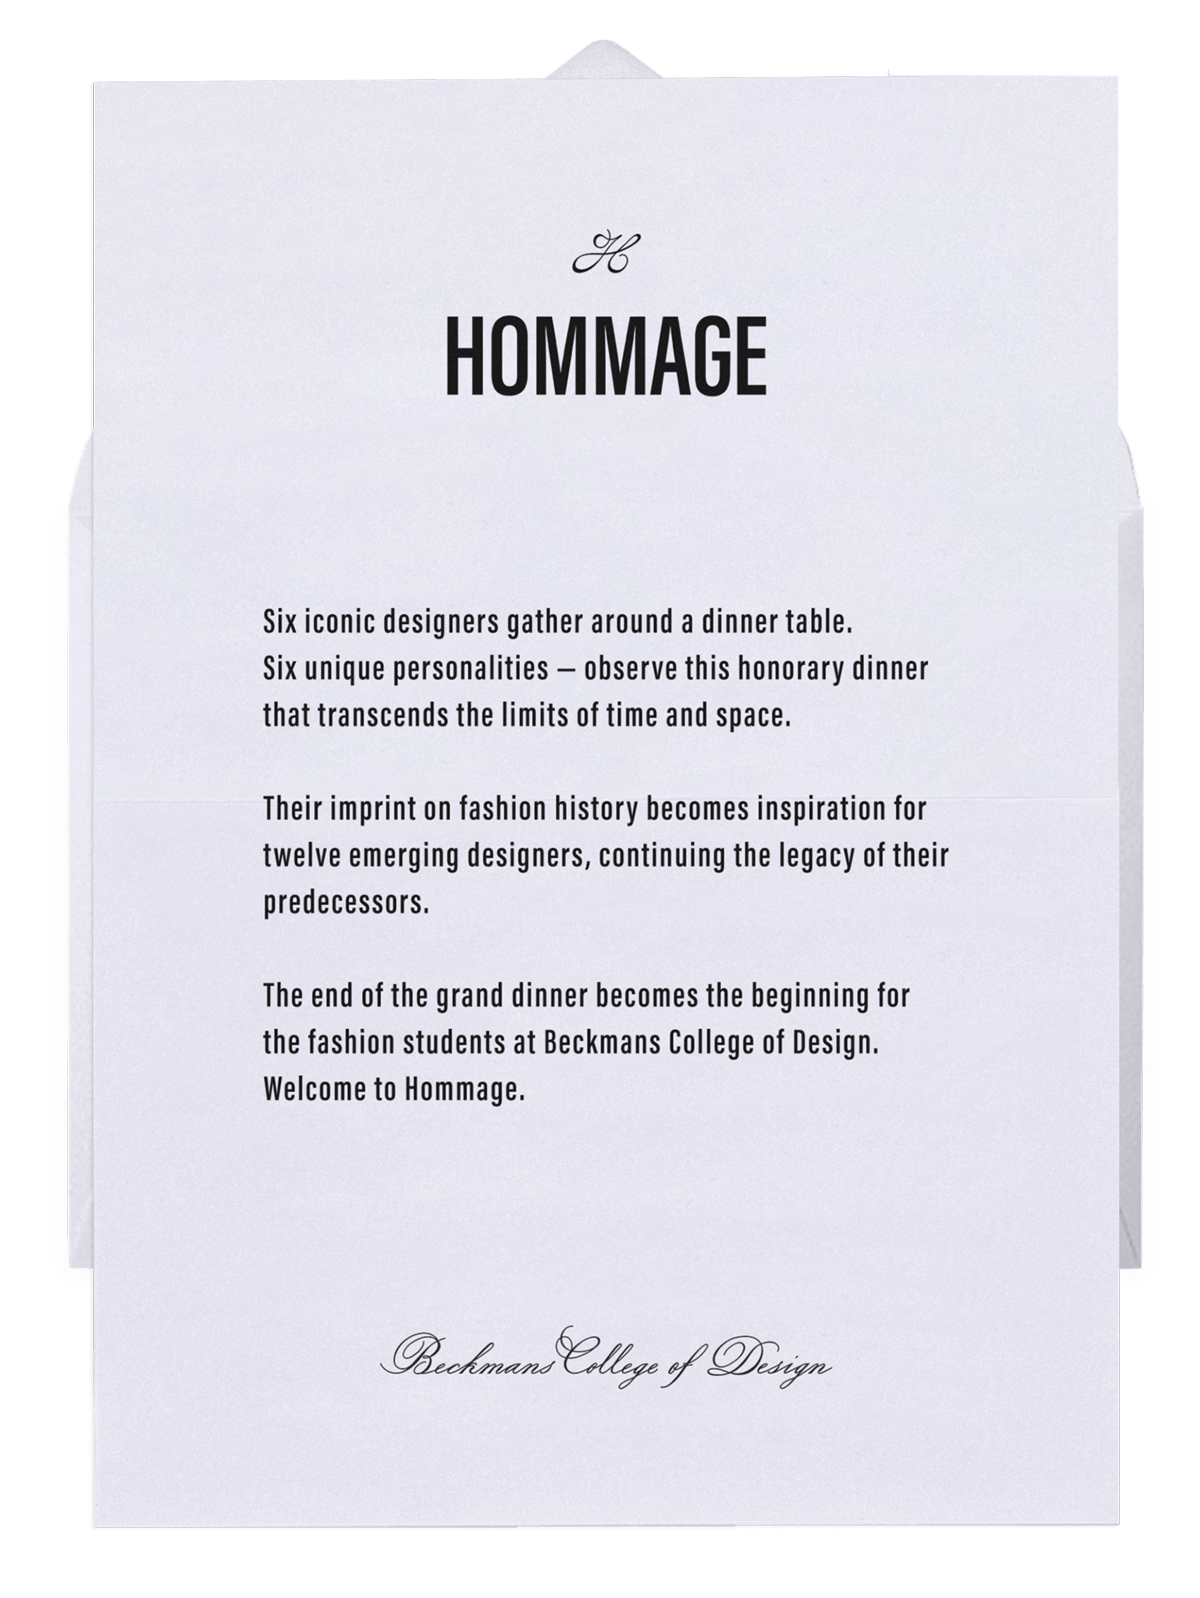 H
HOMMAGE
Six iconic designers gather around a dinner table.
Six unique personalities – observe this honorary dinner
that transcends the limits of time and space.
Their imprint on fashion history becomes inspiration for
twelve emerging designers, continuing the legacy of their
predecessors.
The end of the grand dinner becomes the beginning for
the fashion students at Beckmans College of Design.
Welcome to Hommage.
Beckmans College of Design